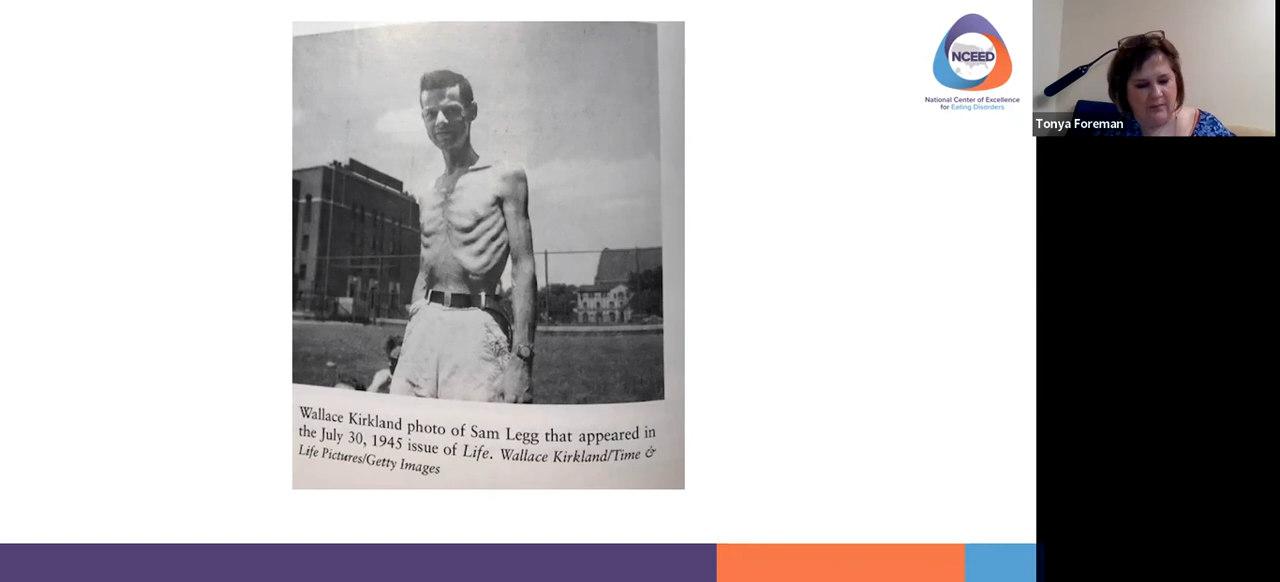 NCEED
National Center of Excellence
for Eating Disorders
Tonya Foreman
Wallace Kirkland photo of Sam Legg that appeared in
the July 30, 1945 issue of Life. Wallace Kirkland/Time &
Life Pictures/Getty Images